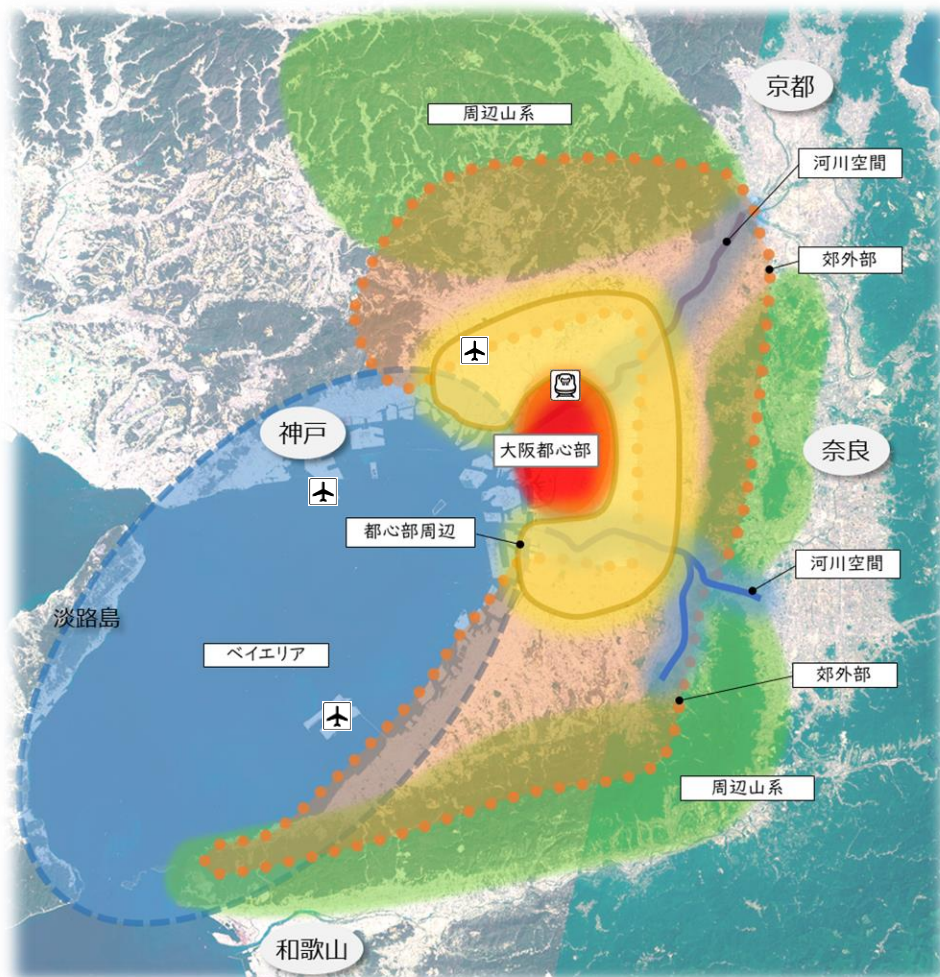 京都
周辺山系
河川空間
郊外部
神戸
大阪都心部
奈良
都心部周辺
河川空間
淡路島
ベイエリア
郊外部
周辺山系
和歌山